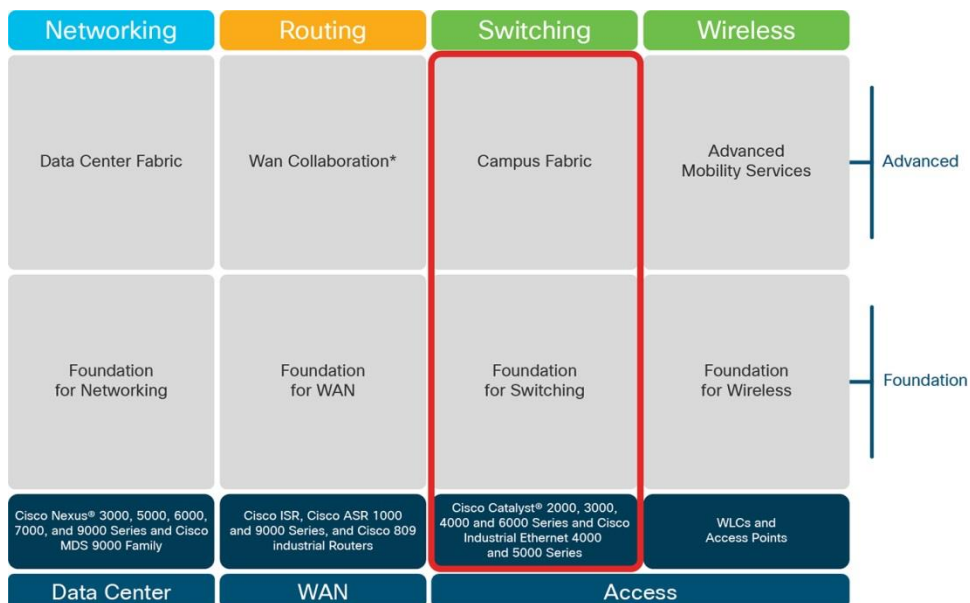 Networking
Routing
Switching
Wireless
Data Center Fabric
Wan Collaboration*
Campus Fabric
Advanced
Mobility Services
Advanced
Foundation
for Networking
Foundation
for WAN
Foundation
for Switching
Foundation
for Wireless
Foundation
Cisco Nexus® 3000, 5000, 6000,
7000, and 9000 Series and Cisco
MDS 9000 Family
Cisco ISR, Cisco ASR 1000
and 9000 Series, and Cisco 809
industrial Routers
Cisco Catalyst® 2000, 3000,
4000 and 6000 Series and Cisco
Industrial Ethernet 4000
and 5000 Series
WLCs and
Access Points
Data Center
WAN
Access